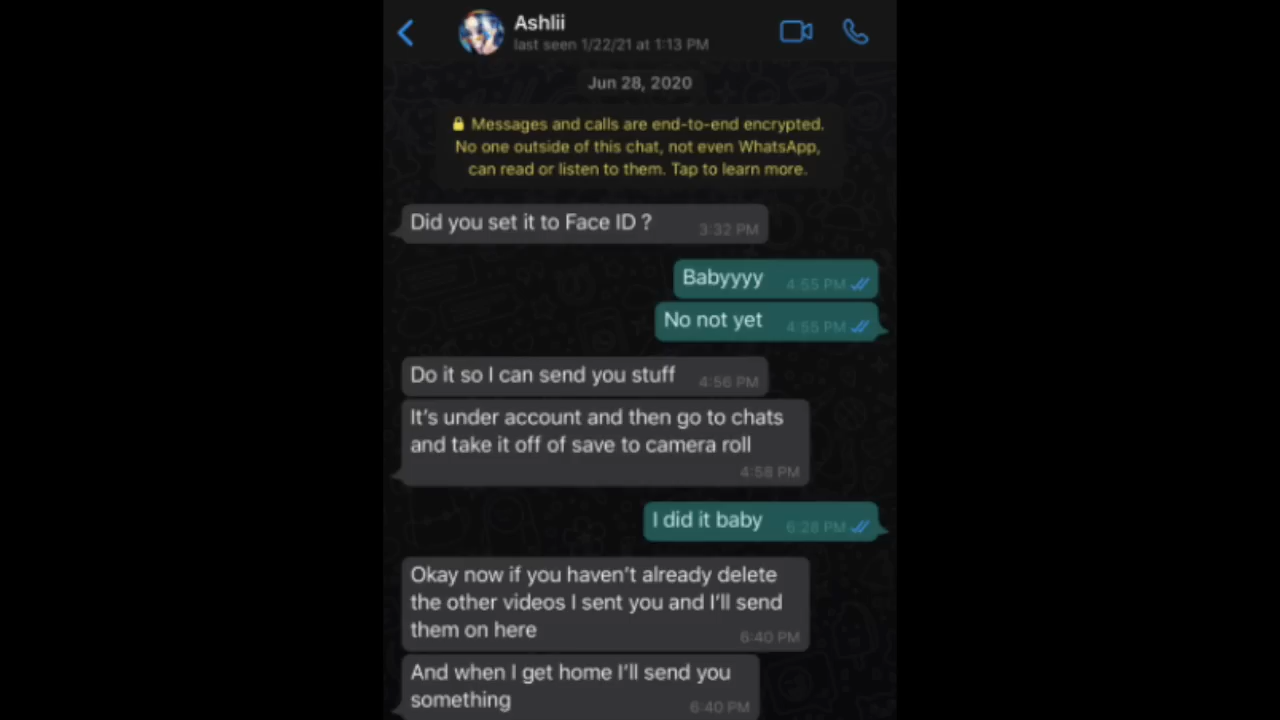 Ashlii
last seen 1/22/21 at 1:13 PM
Jun 28, 2020
Messages and calls are end-to-end encrypted.
No one outside of this chat, not even WhatsApp,
can read or listen to them. Tap to learn more.
Did you set it to Face ID ?
3:32 PM
Babyyyy
4:55 PM
No not yet
4:55 PM
Do it so I can send you stuff
4:56 PM
It's under account and then go to chats
and take it off of save to camera roll
4:58 PM
I did it baby
6:28 PM
Okay now if you haven't already delete
the other videos I sent you and I'll send
them on here
6:40 PM
And when I get home I'll send you
something
6:40 PM